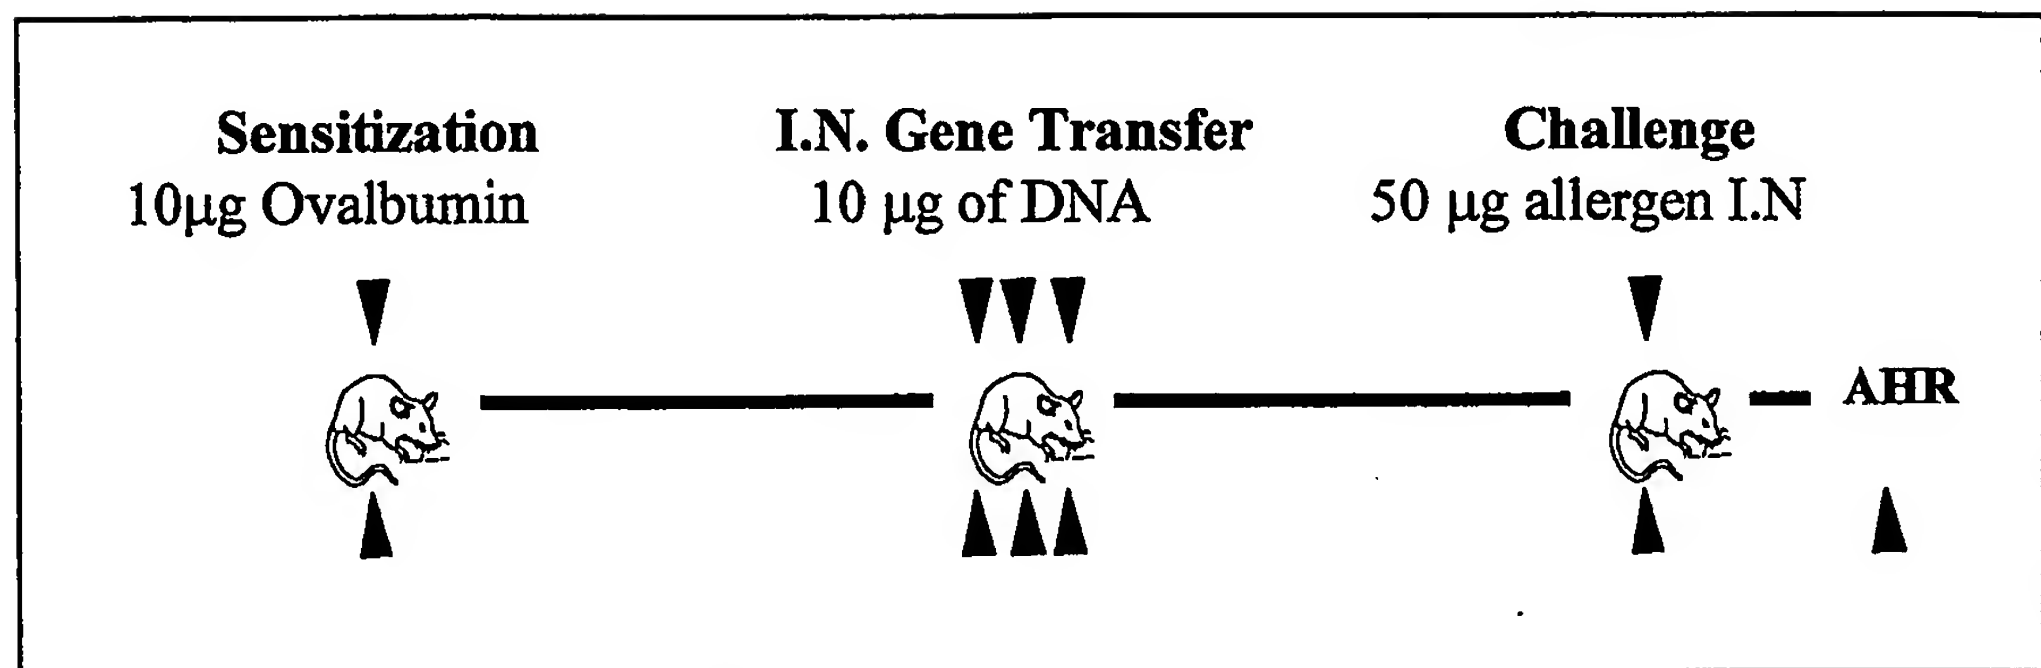 Sensitization
10µg Ovalbumin
I.N. Gene Transfer
10 µg of DNA
Challenge
50 µg allergen I.N
AHR